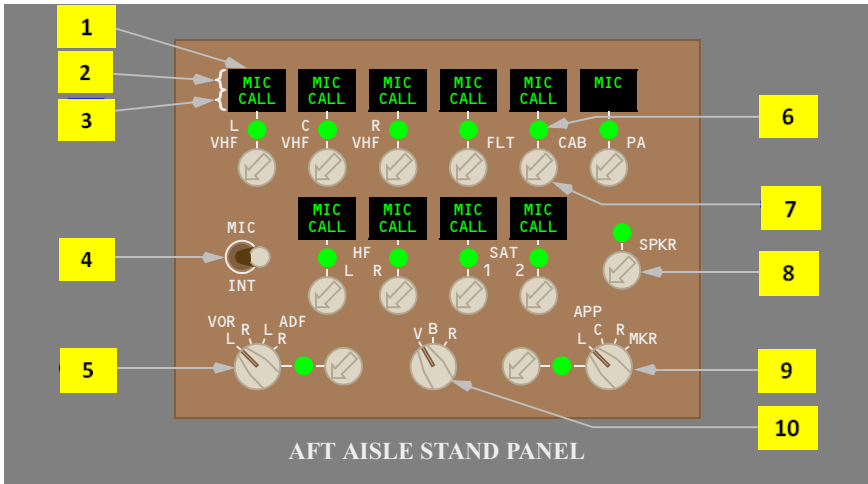 1
2
3
MIC MIC MIC MIC MIC MIC
CALL CALL CALL CALL CALL
6
L C R
VHF VHF VHF FLT CAB PA
7
MIC MIC MIC MIC
CALL CALL CALL CALL
MIC
4
INT
HF SAT
L R 1 2
SPKR
8
VOR L R L ADF R
5
V B R
APP L C R MKR
9
10
AFT AISLE STAND PANEL